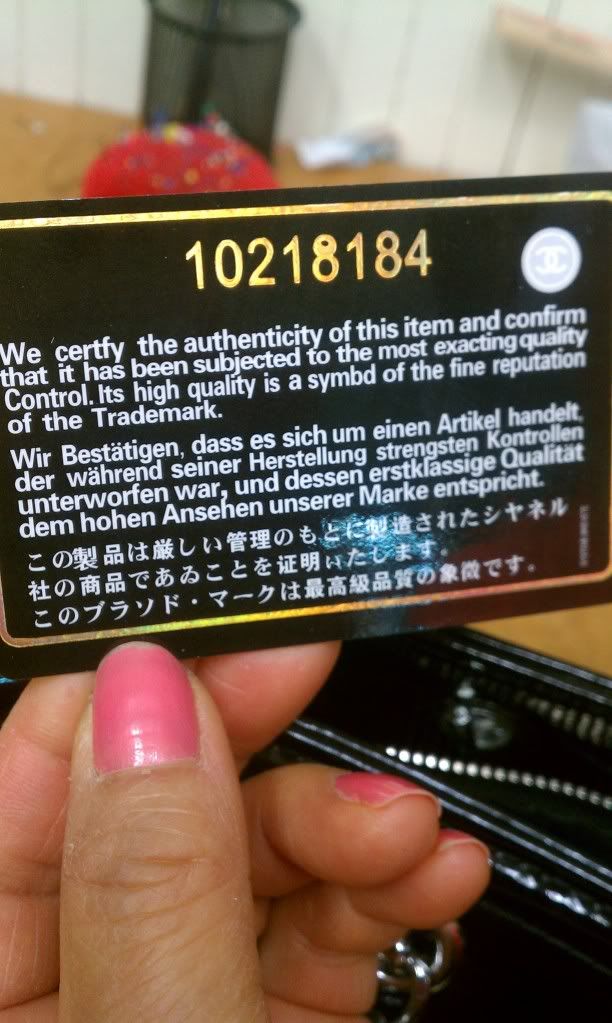 10218184
We certfy the authenticity of this item and confirm
that it has been subjected to the most exacting quality
Control. Its high quality is a symbd of the fine reputation
of the Trademark.
Wir Bestätigen, dass es sich um einen Artikel handelt,
der während seiner Herstellung strengsten Kontrollen
unterworfen war, und dessen erstklassige Qualität
dem hohen Ansehen unserer Marke entspricht.
この製品は厳しい管理のもとに製造されたシヤネル
社の商品であゐことを证明いたします。
このブラソド・マークは最高級品質の象徴です。